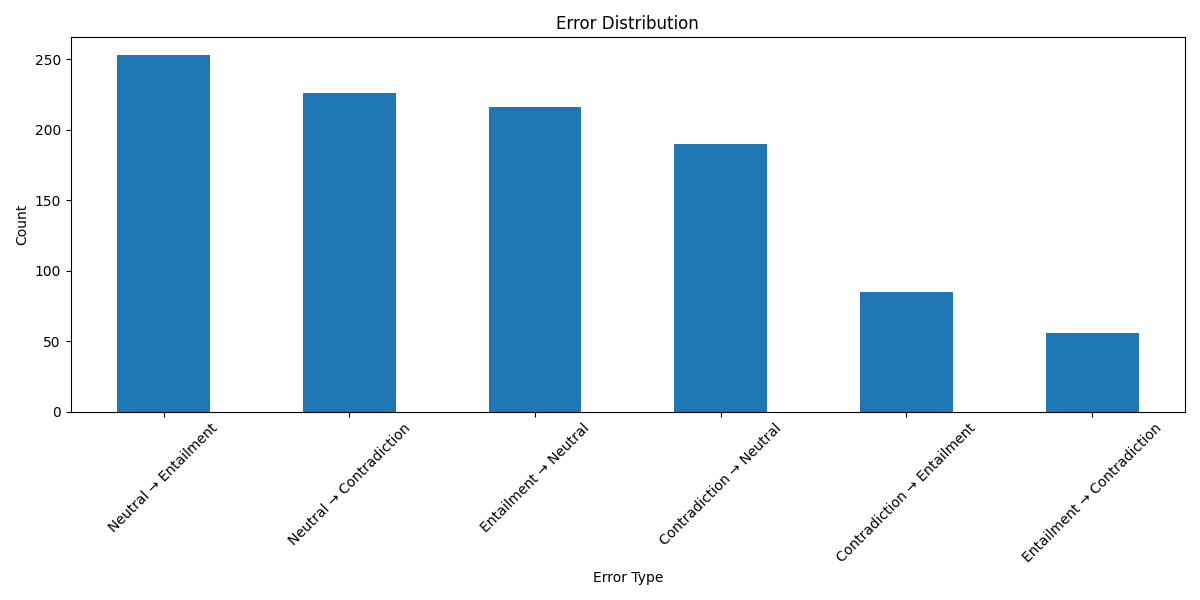 Error Distribution
250
200
150
100
50
0
Count
Neutral → Entailment
Neutral → Contradiction
Entailment → Neutral
Contradiction → Neutral
Contradiction → Entailment
Entailment → Contradiction
Error Type